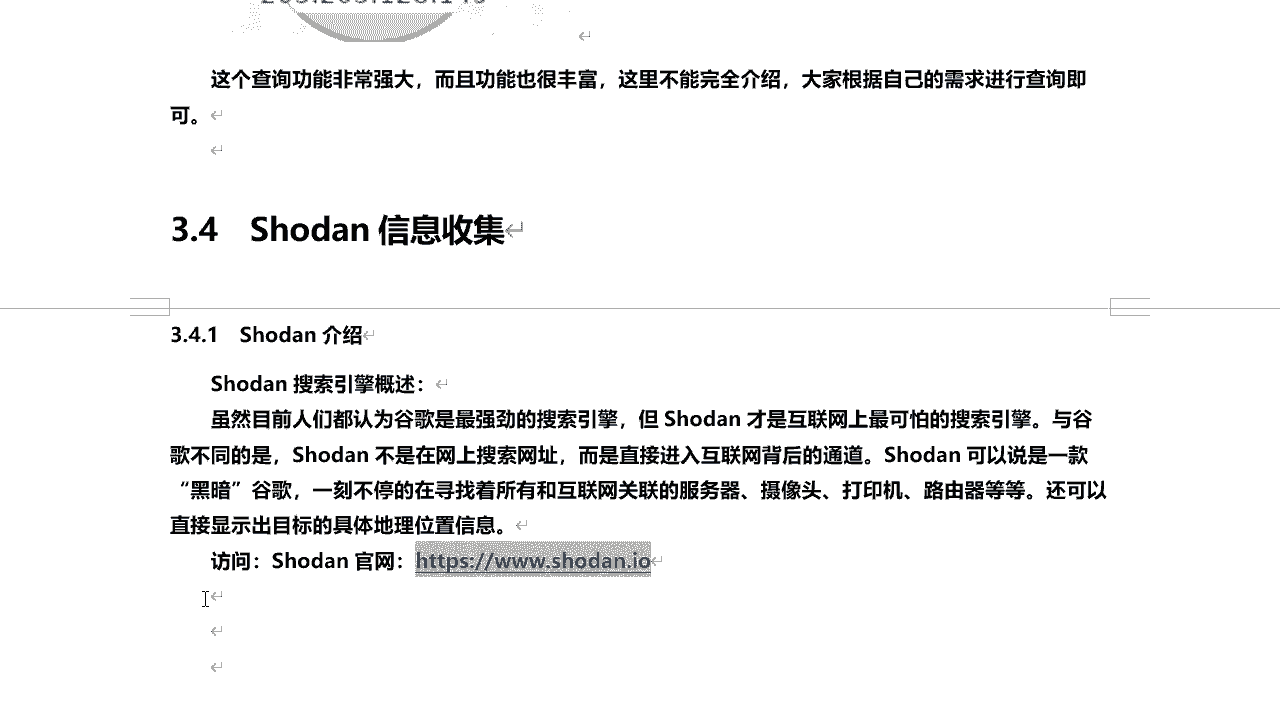 这个查询功能非常强大，而且功能也很丰富，这里不能完全介绍，大家根据自己的需求进行查询即
可。
3.4 Shodan 信息收集
3.4.1 Shodan 介绍
Shodan 搜索引擎概述：
虽然目前人们都认为谷歌是最强劲的搜索引擎，但 Shodan 才是互联网上最可怕的搜索引擎。与谷
歌不同的是，Shodan 不是在网上搜索网址，而是直接进入互联网背后的通道。Shodan 可以说是一款
“黑暗”谷歌，一刻不停的在寻找着所有和互联网关联的服务器、摄像头、打印机、路由器等等。还可以
直接显示出目标的具体地理位置信息。
访问：Shodan 官网：https://www.shodan.io